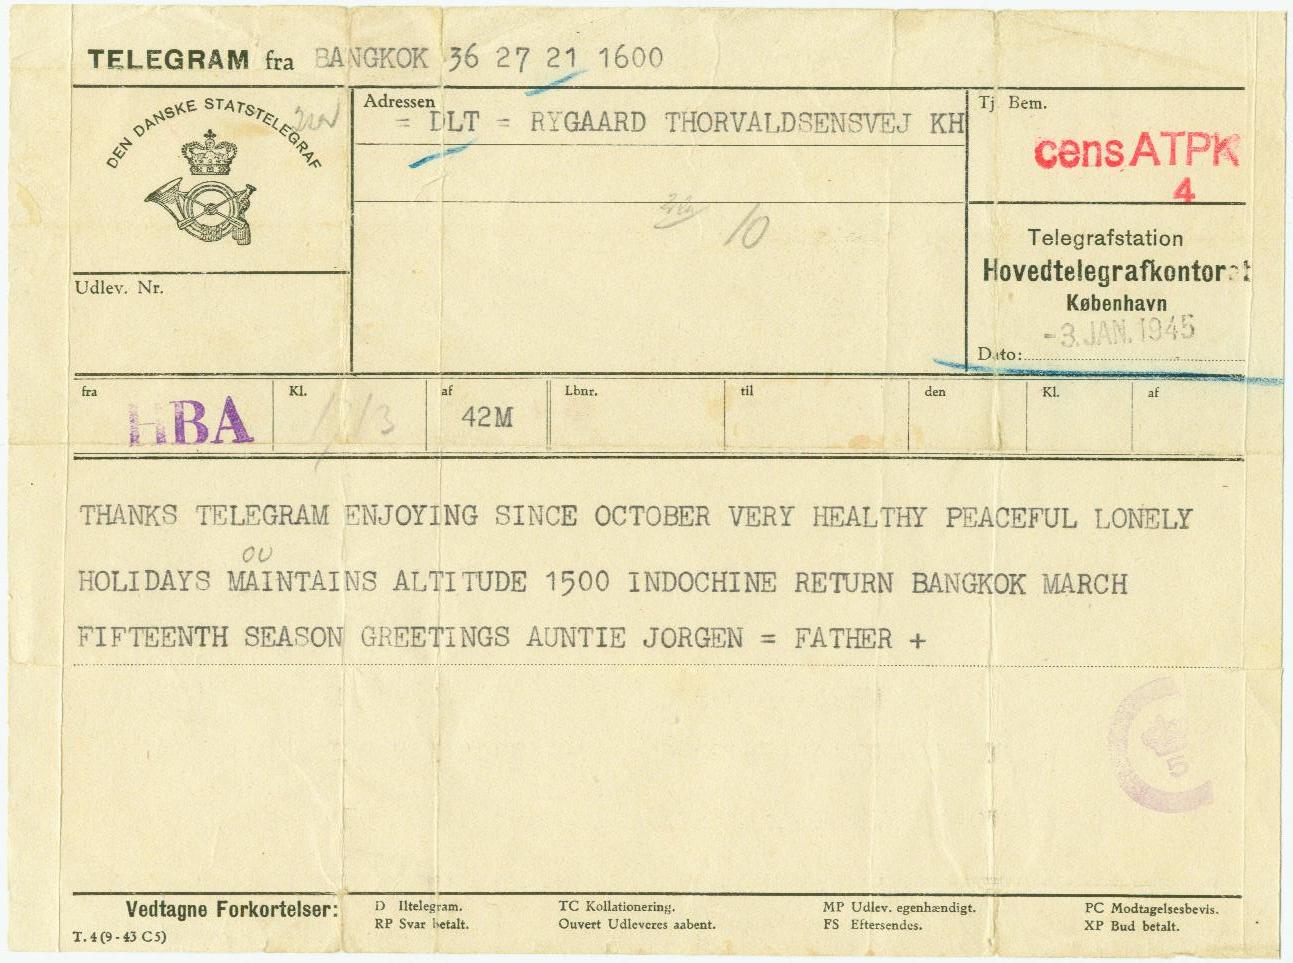 TELEGRAM fra BANGKOK 36 27 21 1600
DEN DANSKE STATSTELEGRAF
Adressen
= DLT = RYGAARD THORVALDSENSVEJ KH
Tj. Bem.
cens ATPK
4
10
Telegrafstation
Hovedtelegrafkontoret
København
-3. JAN. 1945
Dato:
Udlev. Nr.
fra Kl. af Lbnr. til den Kl. af
HBA 42M
THANKS TELEGRAM ENJOYING SINCE OCTOBER VERY HEALTHY PEACEFUL LONELY
OU
HOLIDAYS MAINTAINS ALTITUDE 1500 INDOCHINE RETURN BANGKOK MARCH
FIFTEENTH SEASON GREETINGS AUNTIE JORGEN = FATHER +
5
Vedtagne Forkortelser:
D Iltelegram. TC Kollationering. MP Udlev. egenhændigt. PC Modtagelsesbevis.
RP Svar betalt. Ouvert Udleveres aabent. FS Eftersendes. XP Bud betalt.
T. 4 (9-43 C5)